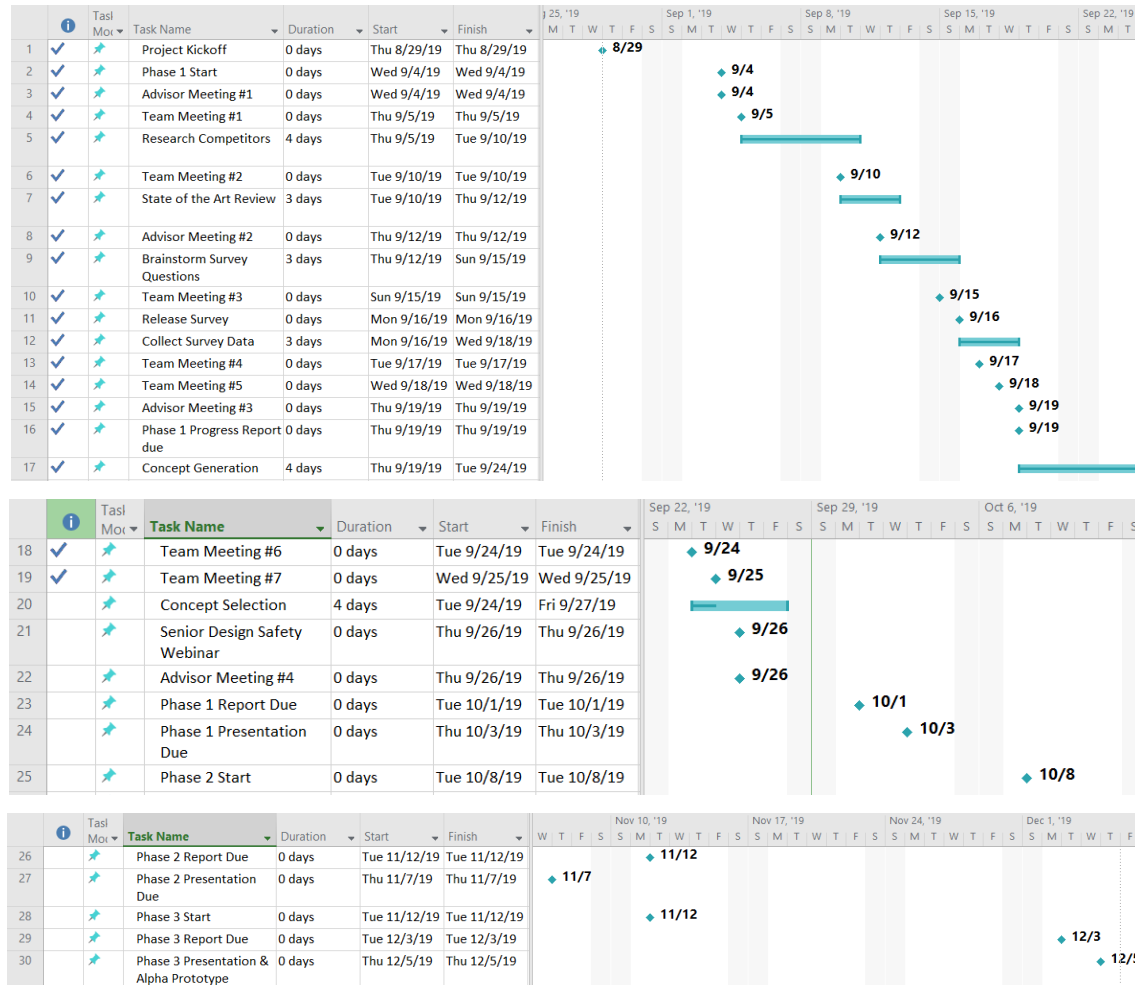 Task Mode Task Name Duration Start Finish
25, '19 Sep 1, '19 Sep 8, '19 Sep 15, '19 Sep 22, '19
M T W T F S S M T W T F S S M T W T F S S M T W T F S S M T
1 Project Kickoff 0 days Thu 8/29/19 Thu 8/29/19 8/29
2 Phase 1 Start 0 days Wed 9/4/19 Wed 9/4/19 9/4
3 Advisor Meeting #1 0 days Wed 9/4/19 Wed 9/4/19 9/4
4 Team Meeting #1 0 days Thu 9/5/19 Thu 9/5/19 9/5
5 Research Competitors 4 days Thu 9/5/19 Tue 9/10/19
6 Team Meeting #2 0 days Tue 9/10/19 Tue 9/10/19 9/10
7 State of the Art Review 3 days Tue 9/10/19 Thu 9/12/19
8 Advisor Meeting #2 0 days Thu 9/12/19 Thu 9/12/19 9/12
9 Brainstorm Survey 3 days Thu 9/12/19 Sun 9/15/19
Questions
10 Team Meeting #3 0 days Sun 9/15/19 Sun 9/15/19 9/15
11 Release Survey 0 days Mon 9/16/19 Mon 9/16/19 9/16
12 Collect Survey Data 3 days Mon 9/16/19 Wed 9/18/19
13 Team Meeting #4 0 days Tue 9/17/19 Tue 9/17/19 9/17
14 Team Meeting #5 0 days Wed 9/18/19 Wed 9/18/19 9/18
15 Advisor Meeting #3 0 days Thu 9/19/19 Thu 9/19/19 9/19
16 Phase 1 Progress Report 0 days Thu 9/19/19 Thu 9/19/19 9/19
due
17 Concept Generation 4 days Thu 9/19/19 Tue 9/24/19
Task Name Duration Start Finish
Sep 22, '19 Sep 29, '19 Oct 6, '19
S M T W T F S S M T W T F S S M T W T F S
18 Team Meeting #6 0 days Tue 9/24/19 Tue 9/24/19 9/24
19 Team Meeting #7 0 days Wed 9/25/19 Wed 9/25/19 9/25
20 Concept Selection 4 days Tue 9/24/19 Fri 9/27/19
21 Senior Design Safety 0 days Thu 9/26/19 Thu 9/26/19 9/26
Webinar
22 Advisor Meeting #4 0 days Thu 9/26/19 Thu 9/26/19 9/26
23 Phase 1 Report Due 0 days Tue 10/1/19 Tue 10/1/19 10/1
24 Phase 1 Presentation 0 days Thu 10/3/19 Thu 10/3/19 10/3
Due
25 Phase 2 Start 0 days Tue 10/8/19 Tue 10/8/19 10/8
Task Name Duration Start Finish
Nov 10, '19 Nov 17, '19 Nov 24, '19 Dec 1, '19
W T F S S M T W T F S S M T W T F S S M T W T F S S M T W T F
26 Phase 2 Report Due 0 days Tue 11/12/19 Tue 11/12/19 11/12
27 Phase 2 Presentation 0 days Thu 11/7/19 Thu 11/7/19 11/7
Due
28 Phase 3 Start 0 days Tue 11/12/19 Tue 11/12/19 11/12
29 Phase 3 Report Due 0 days Tue 12/3/19 Tue 12/3/19 12/3
30 Phase 3 Presentation & 0 days Thu 12/5/19 Thu 12/5/19 12/5
Alpha Prototype